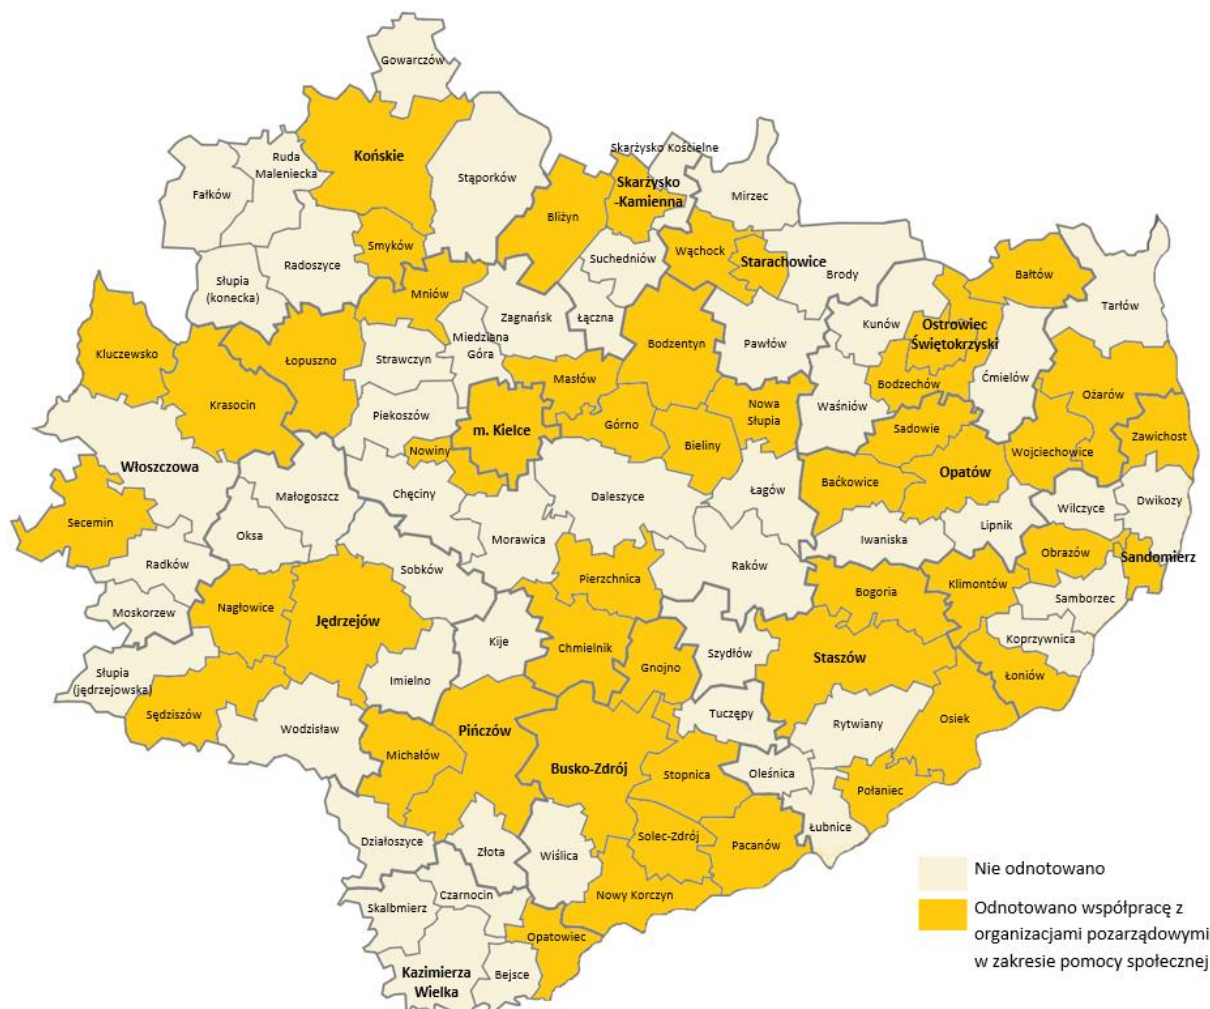 Gowarczów
Skarżysko Kościelne
Końskie
Ruda
Maleniecka
Stąporków
Fałków
Skarżysko
-Kamienna
Mirzec
Bliżyn
Smyków
Radoszyce
Suchedniów
Wąchock
Starachowice
Brody
Bałtów
Tarłów
Słupia
(konecka)
Mniów
Zagnańsk
Łączna
Kunów
Ostrowiec
Świętokrzyski
Kluczewsko
Łopuszno
Strawczyn
Miedziana
Góra
Bodzentyn
Pawłów
Ćmielów
Masłów
Bodzechów
Ożarów
Krasocin
Piekoszów
m. Kielce
Górno
Nowa
Słupia
Waśniów
Sadowie
Zawichost
Nowiny
Bieliny
Wojciechowice
Włoszczowa
Małogoszcz
Chęciny
Daleszyce
Łagów
Baćkowice
Opatów
Dwikozy
Wilczyce
Secemin
Oksa
Morawica
Iwaniska
Lipnik
Obrazów
Sandomierz
Radków
Sobków
Pierzchnica
Raków
Bogoria
Klimontów
Samborzec
Moskorzew
Nagłowice
Jędrzejów
Kije
Chmielnik
Szydłów
Koprzywnica
Słupia
(jędrzejowska)
Imielno
Gnojno
Staszów
Łoniów
Sędziszów
Wodzisław
Pińczów
Tuczępy
Rytwiany
Osiek
Michałów
Busko-Zdrój
Stopnica
Oleśnica
Połaniec
Działoszyce
Złota
Wiślica
Solec-Zdrój
Pacanów
Łubnice
Skalbmierz
Czarnocin
Nowy Korczyn
Opatowiec
Kazimierza
Wielka
Bejsce
Nie odnotowano
Odnotowano współpracę z
organizacjami pozarządowymi
w zakresie pomocy społecznej